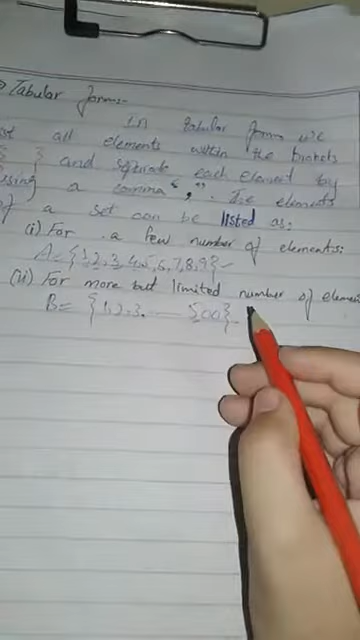 Tabular form:-
In tabular form we
all elements within the brackets
{ } and separate each element by
using a comma ",". The elements
of a set can be listed as:
(i) For a few number of elements:
A = {1,2,3,4,5,6,7,8,9}
(ii) For more but limited number of eleme
B = {1,2,3.......500}